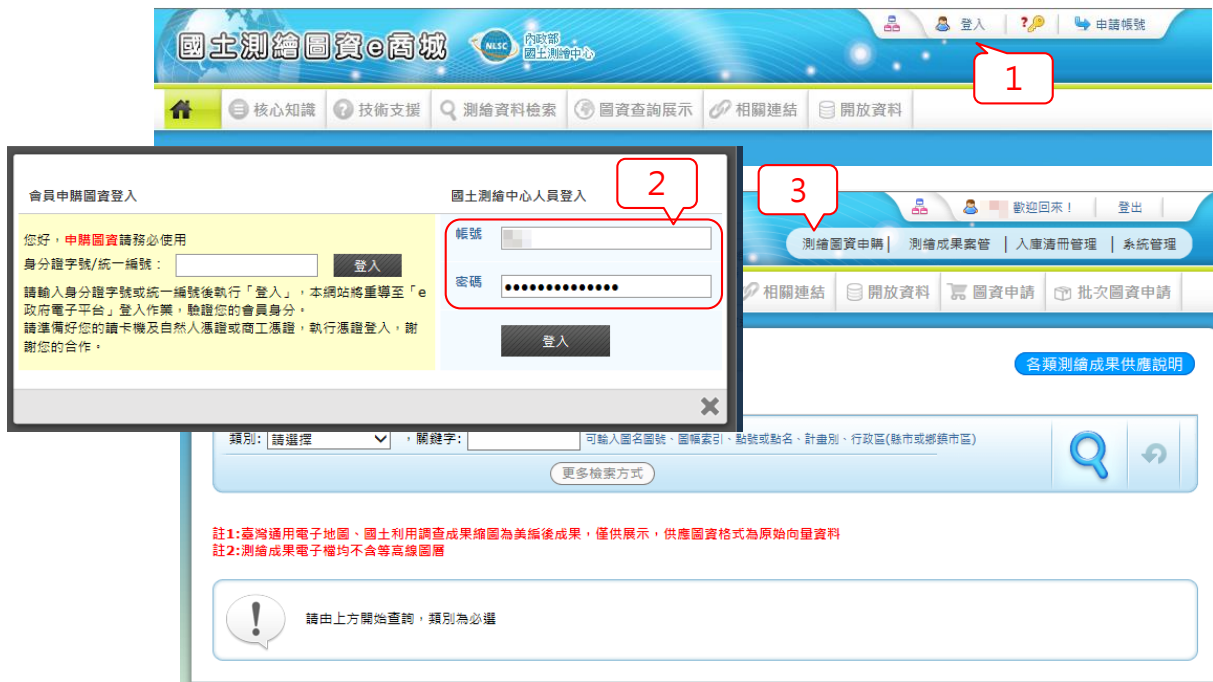 國土測繪圖資e商城
NLSC
內政部
國土測繪中心
登入
?
申請帳號
1
核心知識
技術支援
測繪資料檢索
圖資查詢展示
相關連結
開放資料
會員申購圖資登入
國土測繪中心人員登入
2
您好，申購圖資請務必使用
身分證字號/統一編號：
登入
請輸入身分證字號或統一編號後執行「登入」，本網站將重導至「e
政府電子平台」登入作業，驗證您的會員身分。
請準備好您的讀卡機及自然人憑證或商工憑證，執行憑證登入，謝
謝您的合作。
帳號
密碼
●●●●●●●●●●●●●●
登入
3
歡迎回來！
登出
測繪圖資申購
測繪成果案管
入庫清冊管理
系統管理
相關連結
開放資料
圖資申請
批次圖資申請
各類測繪成果供應說明
類別: 請選擇 ，關鍵字: 可輸入圖名圖號、圖幅索引、點號或點名、計畫別、行政區(縣市或鄉鎮市區)
更多檢索方式
註1:臺灣通用電子地圖、國土利用調查成果縮圖為美編後成果，僅供展示，供應圖資格式為原始向量資料
註2:測繪成果電子檔均不含等高線圖層
請由上方開始查詢，類別為必選